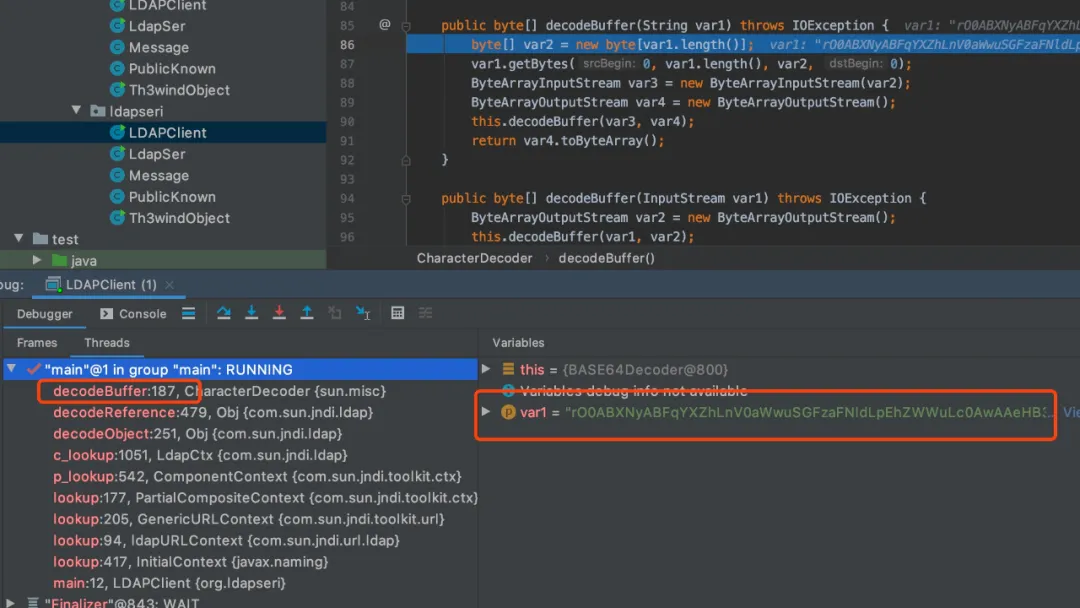 LDAPClient
LdapSer
Message
PublicKnown
Th3windObject
ldapseri
LDAPClient
LdapSer
Message
PublicKnown
Th3windObject
test
java
84
85 @ public byte[] decodeBuffer(String var1) throws IOException { var1: "rO0ABXNyABFqYXZh
86 byte[] var2 = new byte[var1.length()]; var1: "rO0ABXNyABFqYXZhLnV0aWwuSGFzaFNldLp
87 var1.getBytes( srcBegin: 0, var1.length(), var2, dstBegin: 0);
88 ByteArrayInputStream var3 = new ByteArrayInputStream(var2);
89 ByteArrayOutputStream var4 = new ByteArrayOutputStream();
90 this.decodeBuffer(var3, var4);
91 return var4.toByteArray();
92 }
93
94 public byte[] decodeBuffer(InputStream var1) throws IOException {
95 ByteArrayOutputStream var2 = new ByteArrayOutputStream();
96 this.decodeBuffer(var1, var2);
CharacterDecoder › decodeBuffer()
bug: LDAPClient (1) ×
Debugger Console
Frames Threads
"main"@1 in group "main": RUNNING
decodeBuffer:187, CharacterDecoder {sun.misc}
decodeReference:479, Obj {com.sun.jndi.ldap}
decodeObject:251, Obj {com.sun.jndi.ldap}
c_lookup:1051, LdapCtx {com.sun.jndi.ldap}
p_lookup:542, ComponentContext {com.sun.jndi.toolkit.ctx}
lookup:177, PartialCompositeContext {com.sun.jndi.toolkit.ctx}
lookup:205, GenericURLContext {com.sun.jndi.toolkit.url}
lookup:94, ldapURLContext {com.sun.jndi.url.ldap}
lookup:417, InitialContext {javax.naming}
main:12, LDAPClient {org.ldapseri}
"Finalizer"@843: WAIT
Variables
this = {BASE64Decoder@800}
Variables debug info not available
var1 = "rO0ABXNyABFqYXZhLnV0aWwuSGFzaFNldLpEhZWWuLc0AwAAeHB3… Vie